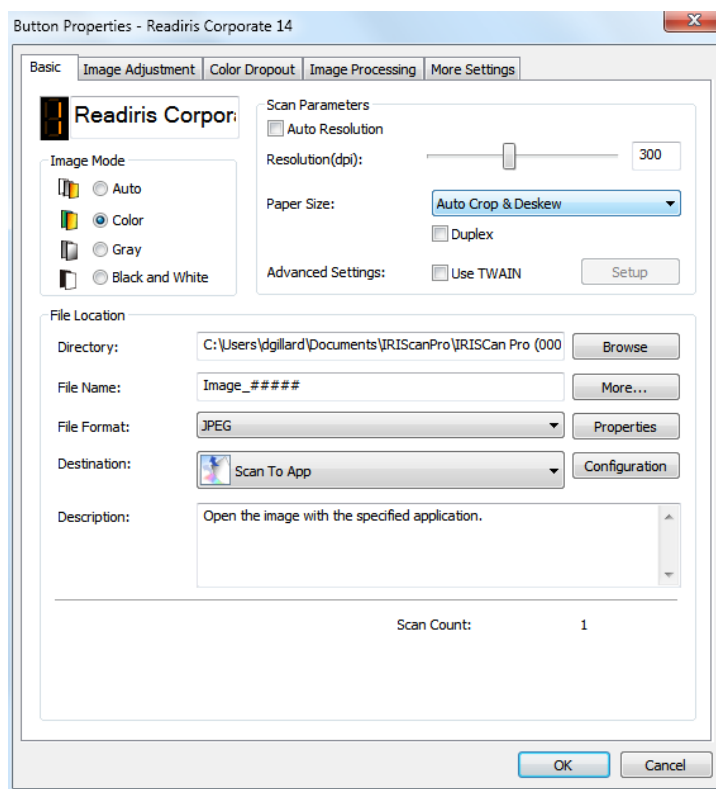 Button Properties - Readiris Corporate 14
Basic Image Adjustment Color Dropout Image Processing More Settings
1 Readiris Corpor
Scan Parameters
Auto Resolution
Resolution(dpi): 300
Paper Size: Auto Crop & Deskew
Duplex
Advanced Settings: Use TWAIN Setup
Image Mode
Auto
Color
Gray
Black and White
File Location
Directory: C:\Users\dgillard\Documents\IRIScanPro\IRISCan Pro (000 Browse
File Name: Image_##### More...
File Format: JPEG Properties
Destination: Scan To App Configuration
Description: Open the image with the specified application.
Scan Count: 1
OK Cancel